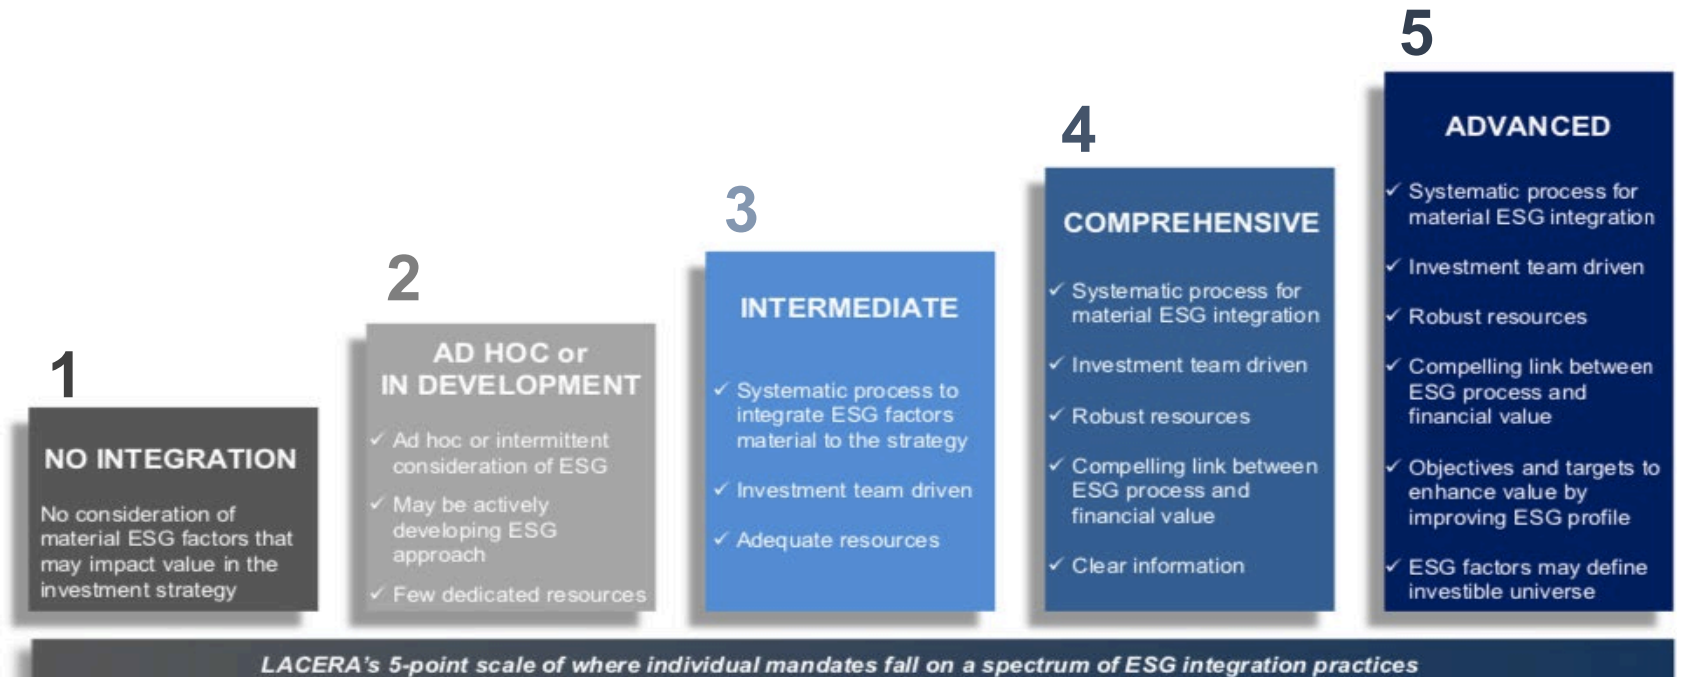 1
NO INTEGRATION
No consideration of
material ESG factors that
may impact value in the
investment strategy
2
AD HOC or
IN DEVELOPMENT
✓ Ad hoc or intermittent
consideration of ESG
✓ May be actively
developing ESG
approach
✓ Few dedicated resources
3
INTERMEDIATE
✓ Systematic process to
integrate ESG factors
material to the strategy
✓ Investment team driven
✓ Adequate resources
4
COMPREHENSIVE
✓ Systematic process for
material ESG integration
✓ Investment team driven
✓ Robust resources
✓ Compelling link between
ESG process and
financial value
✓ Clear information
5
ADVANCED
✓ Systematic process for
material ESG integration
✓ Investment team driven
✓ Robust resources
✓ Compelling link between
ESG process and
financial value
✓ Objectives and targets to
enhance value by
improving ESG profile
✓ ESG factors may define
investible universe
LACERA's 5-point scale of where individual mandates fall on a spectrum of ESG integration practices